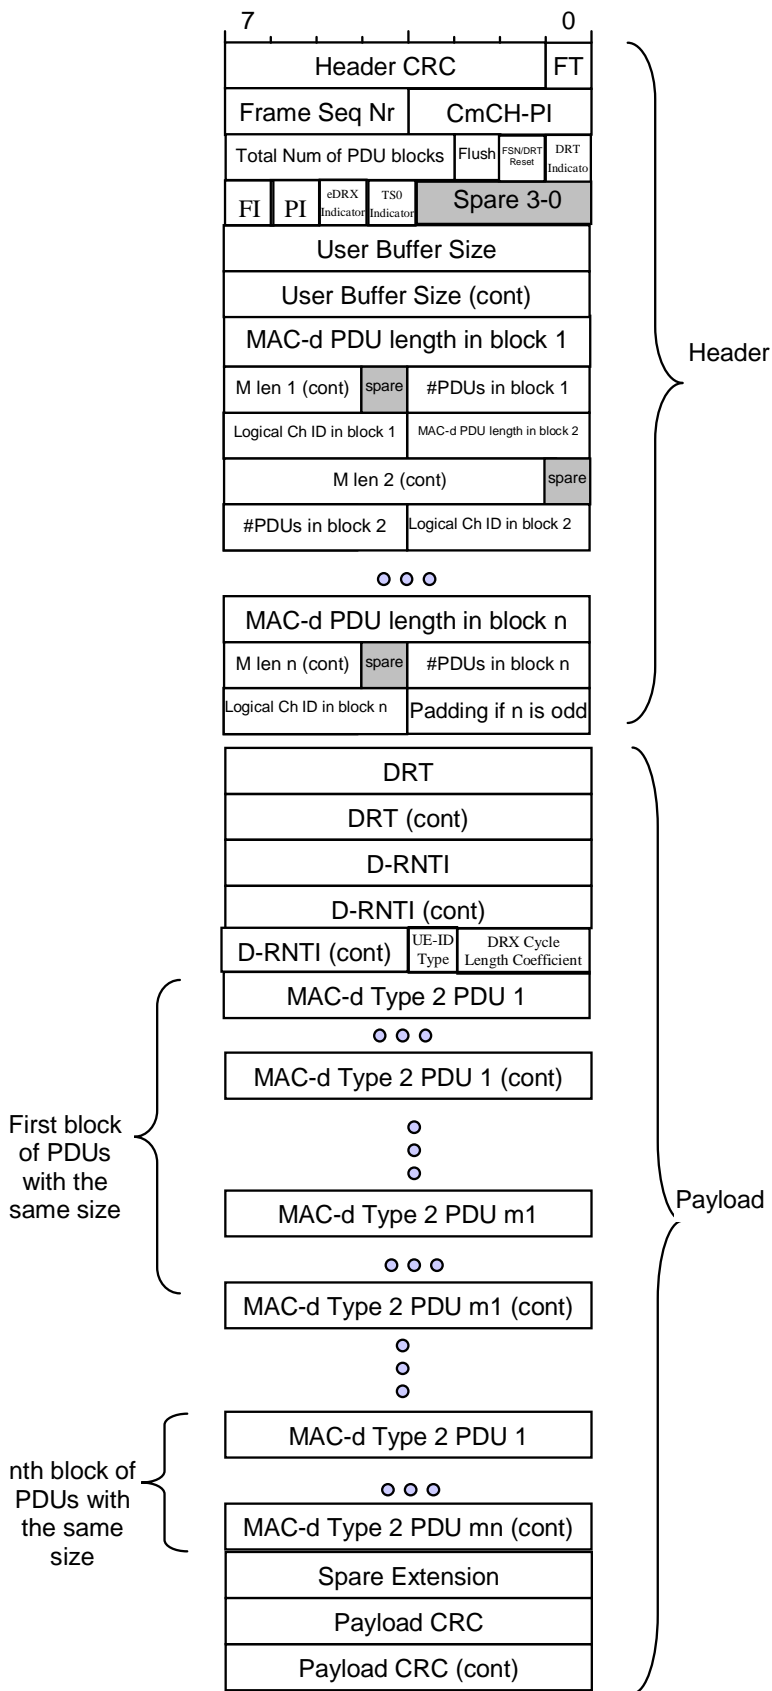 7 0
Header CRC FT
Frame Seq Nr CmCH-PI
Total Num of PDU blocks Flush FSN/DRT Reset DRT Indicato
FI PI eDRX Indicator TS0 Indicator Spare 3-0
User Buffer Size
User Buffer Size (cont)
MAC-d PDU length in block 1
Header
M len 1 (cont) spare #PDUs in block 1
Logical Ch ID in block 1 MAC-d PDU length in block 2
M len 2 (cont) spare
#PDUs in block 2 Logical Ch ID in block 2
MAC-d PDU length in block n
M len n (cont) spare #PDUs in block n
Logical Ch ID in block n Padding if n is odd
DRT
DRT (cont)
D-RNTI
D-RNTI (cont)
D-RNTI (cont) UE-ID Type DRX Cycle Length Coefficient
MAC-d Type 2 PDU 1
MAC-d Type 2 PDU 1 (cont)
First block
of PDUs
with the
same size
Payload
MAC-d Type 2 PDU m1
MAC-d Type 2 PDU m1 (cont)
MAC-d Type 2 PDU 1
nth block of
PDUs with
the same
size
MAC-d Type 2 PDU mn (cont)
Spare Extension
Payload CRC
Payload CRC (cont)